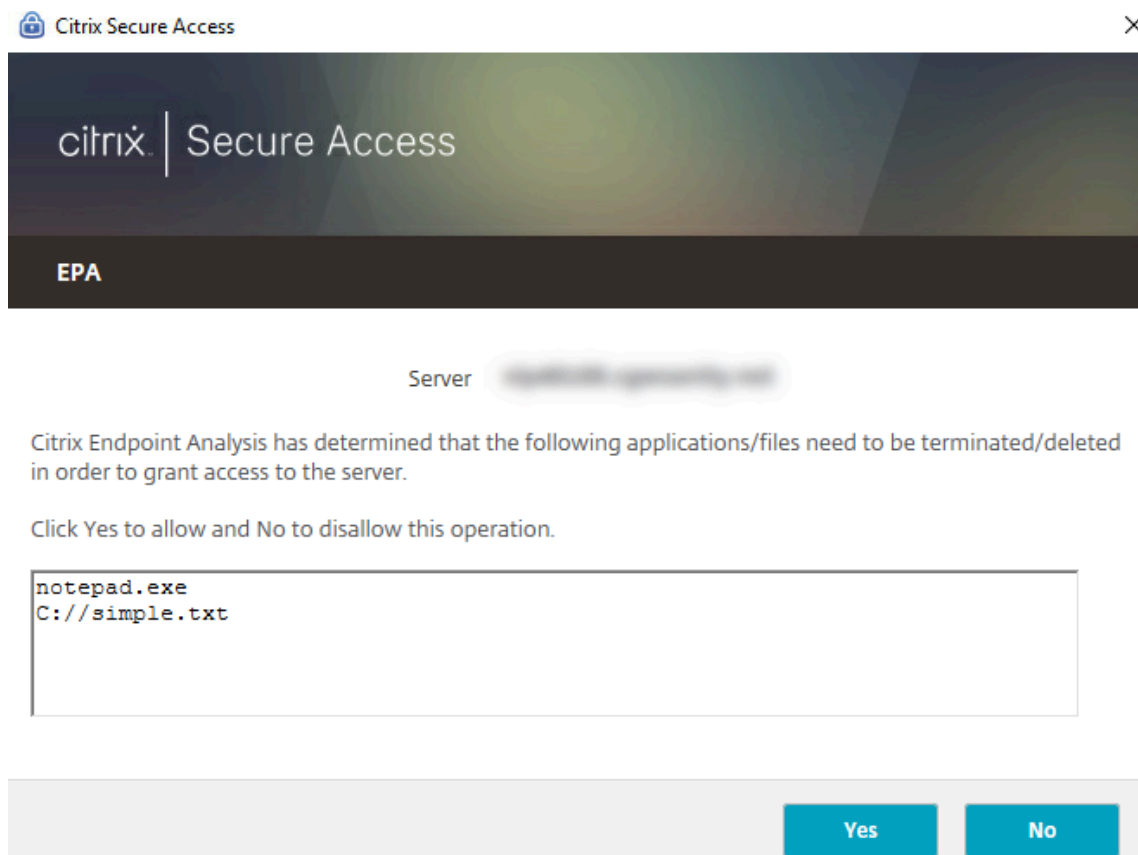 Citrix Secure Access
citrix. | Secure Access
EPA
Server
Citrix Endpoint Analysis has determined that the following applications/files need to be terminated/deleted
in order to grant access to the server.
Click Yes to allow and No to disallow this operation.
notepad.exe
C://simple.txt
Yes No